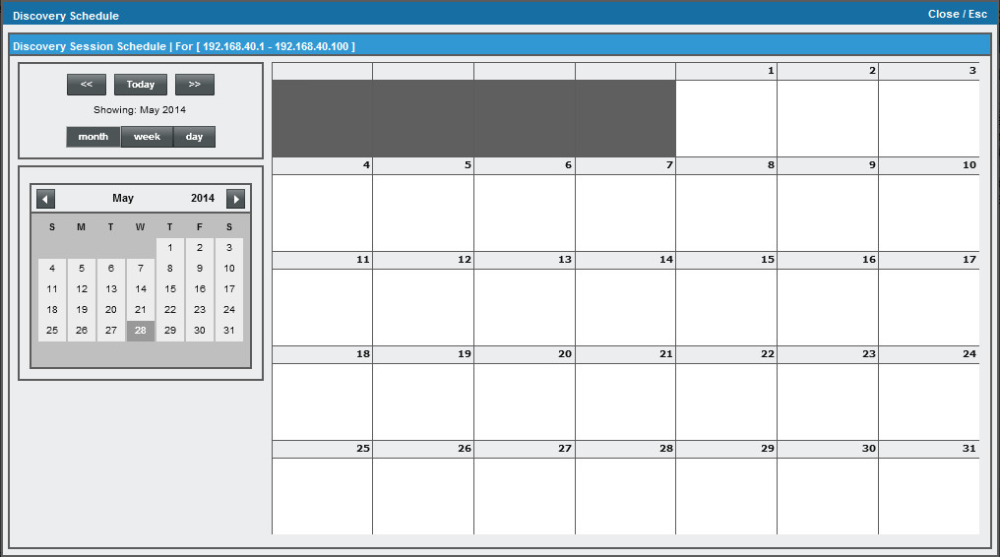 Discovery Schedule
Close / Esc
Discovery Session Schedule | For [ 192.168.40.1 - 192.168.40.100 ]
<< Today >>
Showing: May 2014
month week day
May 2014
S M T W T F S
1 2 3
4 5 6 7 8 9 10
11 12 13 14 15 16 17
18 19 20 21 22 23 24
25 26 27 28 29 30 31
1 2 3
4 5 6 7 8 9 10
11 12 13 14 15 16 17
18 19 20 21 22 23 24
25 26 27 28 29 30 31